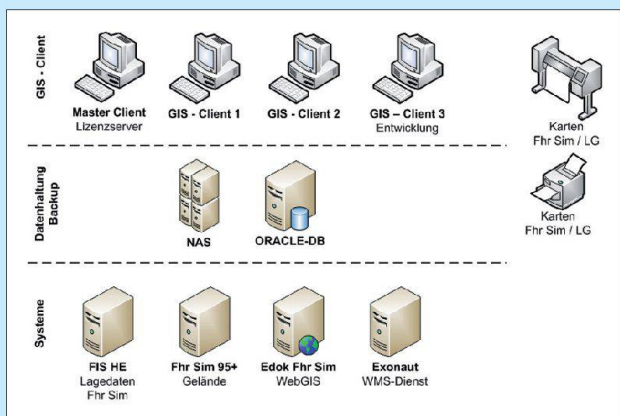 GIS - Client
Master Client
Lizenzserver
GIS - Client 1
GIS - Client 2
GIS – Client 3
Entwicklung
Karten
Fhr Sim / LG
Datenhaltung
Backup
NAS
ORACLE-DB
Karten
Fhr Sim / LG
Systeme
FIS HE
Lagedaten
Fhr Sim
Fhr Sim 95+
Gelände
Edok Fhr Sim
WebGIS
Exonaut
WMS-Dienst